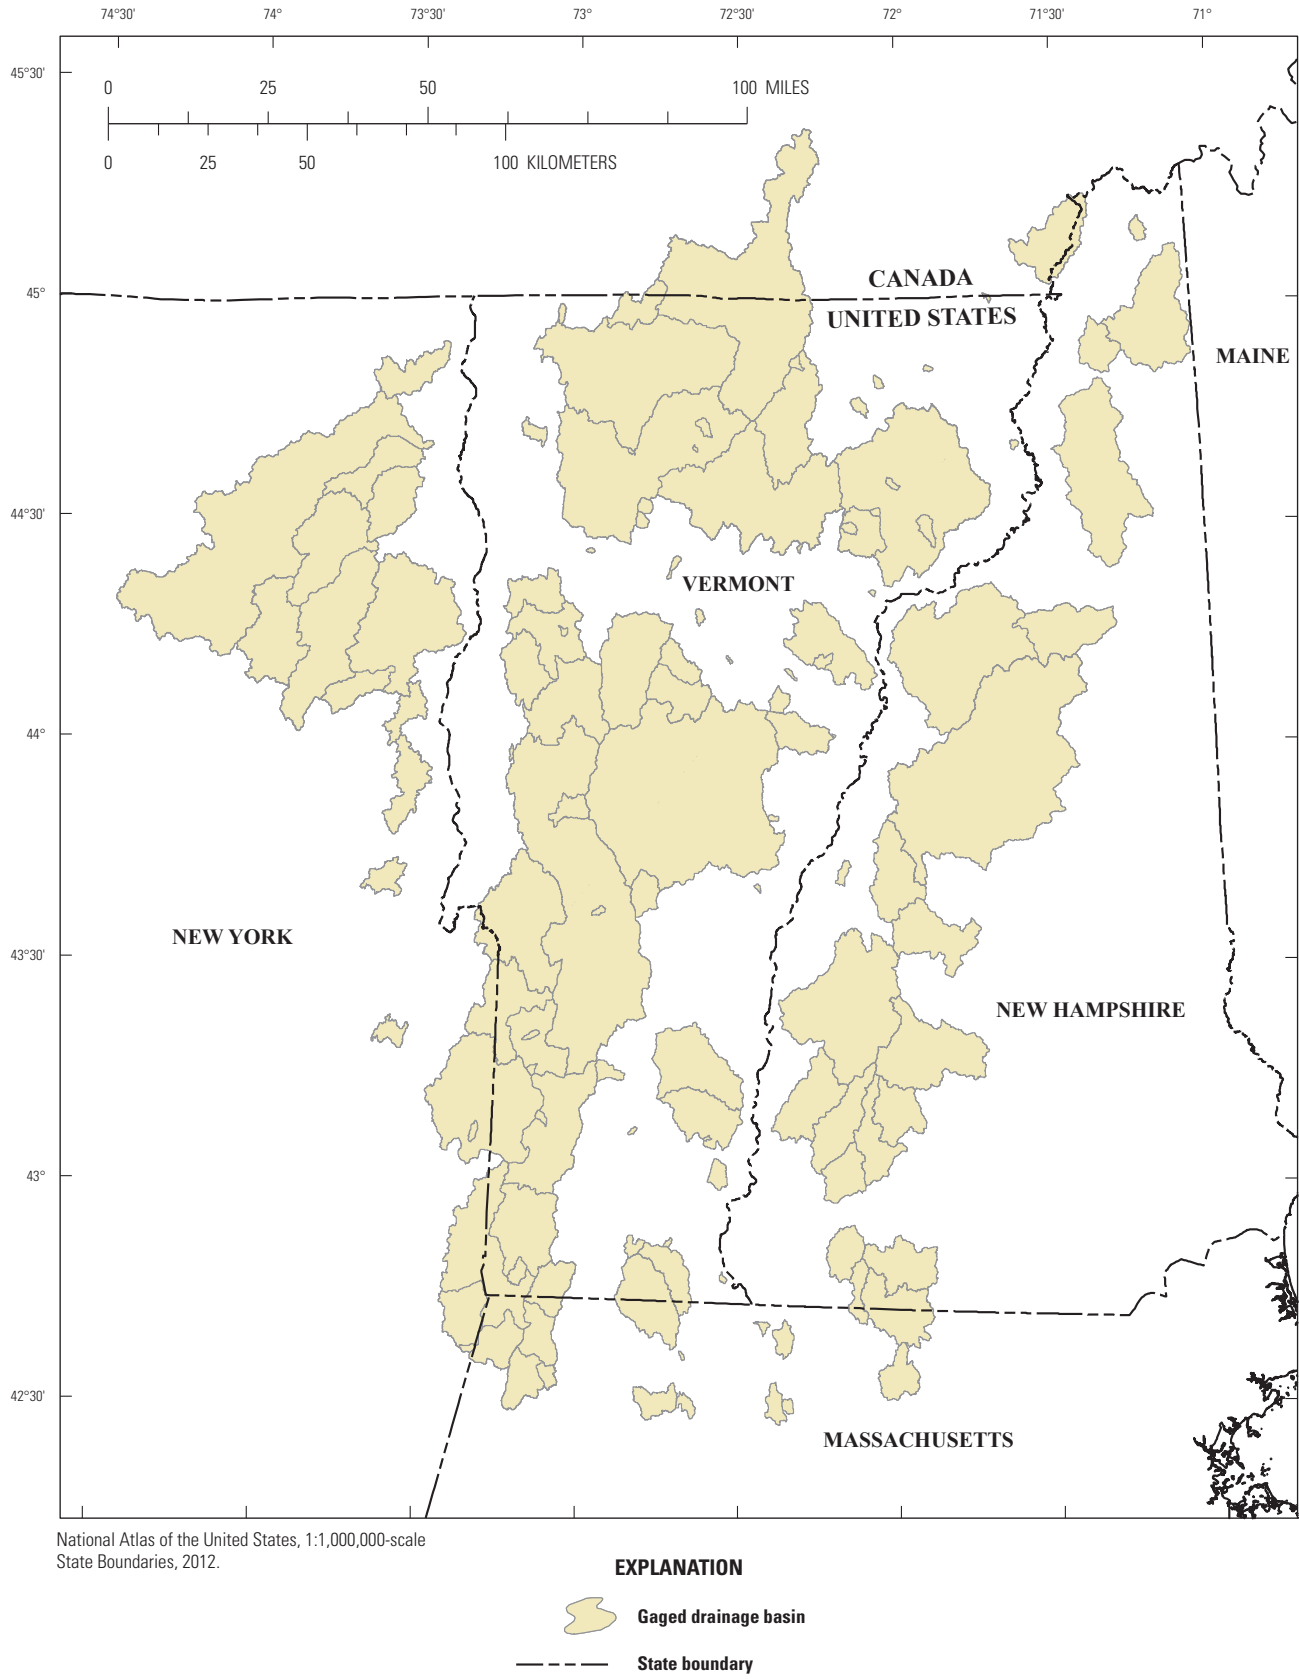 74°30' 74° 73°30' 73° 72°30' 72° 71°30' 71°
45°30'
0 25 50 100 MILES
0 25 50 100 KILOMETERS
CANADA
45°
UNITED STATES
MAINE
44°30'
VERMONT
44°
NEW YORK
43°30'
NEW HAMPSHIRE
43°
42°30'
MASSACHUSETTS
National Atlas of the United States, 1:1,000,000-scale
State Boundaries, 2012.
EXPLANATION
Gaged drainage basin
State boundary